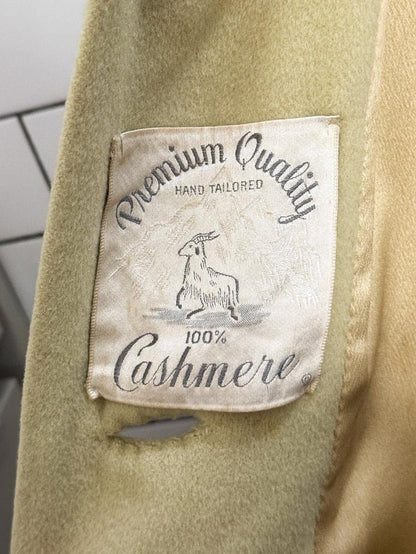 Premium Quality
HAND TAILORED
100%
Cashmere ®